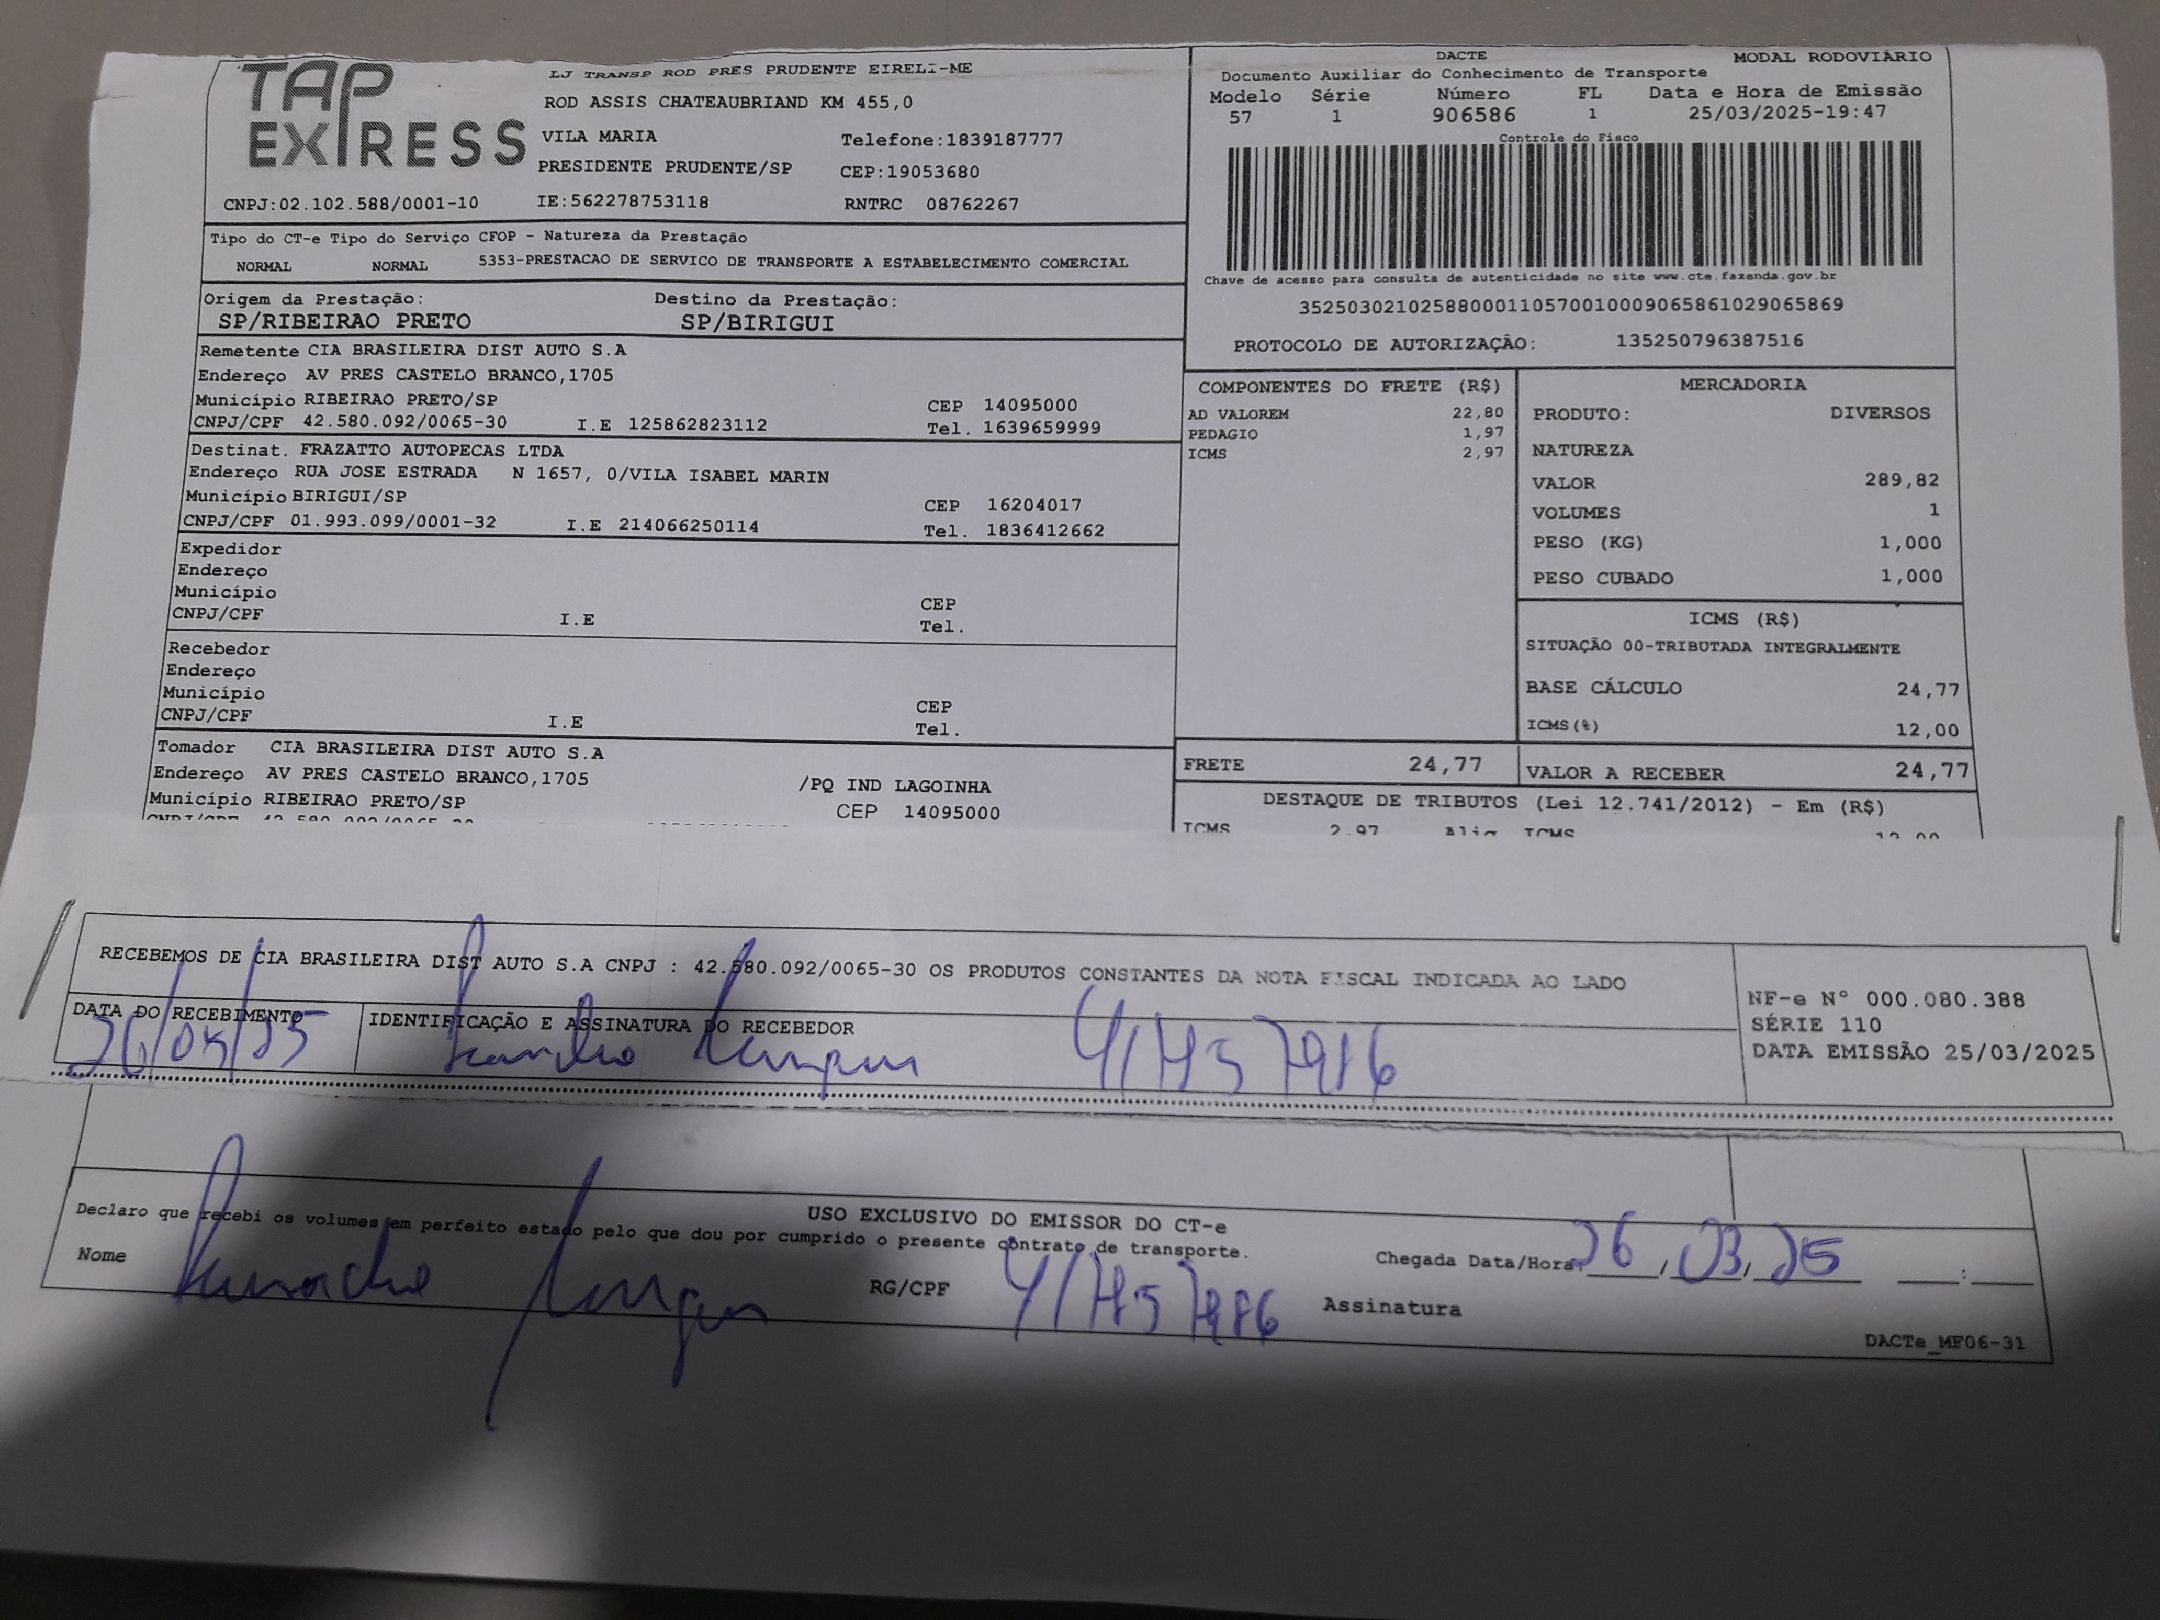 TAP EXPRESS
LJ TRANSP ROD PRES PRUDENTE EIRELI-ME
ROD ASSIS CHATEAUBRIAND KM 455,0
VILA MARIA Telefone:1839187777
PRESIDENTE PRUDENTE/SP CEP:19053680
CNPJ:02.102.588/0001-10 IE:562278753118 RNTRC 08762267
Tipo do CT-e Tipo do Serviço CFOP - Natureza da Prestação
NORMAL NORMAL 5353-PRESTACAO DE SERVICO DE TRANSPORTE A ESTABELECIMENTO COMERCIAL
Origem da Prestação: Destino da Prestação:
SP/RIBEIRAO PRETO SP/BIRIGUI
Remetente CIA BRASILEIRA DIST AUTO S.A
Endereço AV PRES CASTELO BRANCO,1705
Município RIBEIRAO PRETO/SP CEP 14095000
CNPJ/CPF 42.580.092/0065-30 I.E 125862823112 Tel. 1639659999
Destinat. FRAZATTO AUTOPECAS LTDA
Endereço RUA JOSE ESTRADA N 1657, 0/VILA ISABEL MARIN
Município BIRIGUI/SP CEP 16204017
CNPJ/CPF 01.993.099/0001-32 I.E 214066250114 Tel. 1836412662
Expedidor
Endereço
Município CEP
CNPJ/CPF I.E Tel.
Recebedor
Endereço
Município CEP
CNPJ/CPF I.E Tel.
Tomador CIA BRASILEIRA DIST AUTO S.A
Endereço AV PRES CASTELO BRANCO,1705 /PQ IND LAGOINHA
Município RIBEIRAO PRETO/SP CEP 14095000
CNPJ/CPF 42.580.092/0065-30
DACTE MODAL RODOVIÁRIO
Documento Auxiliar do Conhecimento de Transporte
Modelo Série Número FL Data e Hora de Emissão
57 1 906586 1 25/03/2025-19:47
Controle do Fisco
Chave de acesso para consulta de autenticidade no site www.cte.fazenda.gov.br
35250302102588000110570010009065861029065869
PROTOCOLO DE AUTORIZAÇÃO: 135250796387516
COMPONENTES DO FRETE (R$)
AD VALOREM 22,80
PEDAGIO 1,97
ICMS 2,97
FRETE 24,77
MERCADORIA
PRODUTO: DIVERSOS
NATUREZA
VALOR 289,82
VOLUMES 1
PESO (KG) 1,000
PESO CUBADO 1,000
ICMS (R$)
SITUAÇÃO 00-TRIBUTADA INTEGRALMENTE
BASE CÁLCULO 24,77
ICMS(%) 12,00
VALOR A RECEBER 24,77
DESTAQUE DE TRIBUTOS (Lei 12.741/2012) - Em (R$)
ICMS 2,97 Aliq ICMS 12,00
RECEBEMOS DE CIA BRASILEIRA DIST AUTO S.A CNPJ : 42.580.092/0065-30 OS PRODUTOS CONSTANTES DA NOTA FISCAL INDICADA AO LADO
DATA DO RECEBIMENTO IDENTIFICAÇÃO E ASSINATURA DO RECEBEDOR
NF-e Nº 000.080.388
SÉRIE 110
DATA EMISSÃO 25/03/2025
USO EXCLUSIVO DO EMISSOR DO CT-e
Declaro que recebi os volumes em perfeito estado pelo que dou por cumprido o presente contrato de transporte.
Nome RG/CPF
Chegada Data/Hora: 26, 03, 25 :
Assinatura
DACTe_MF06-31